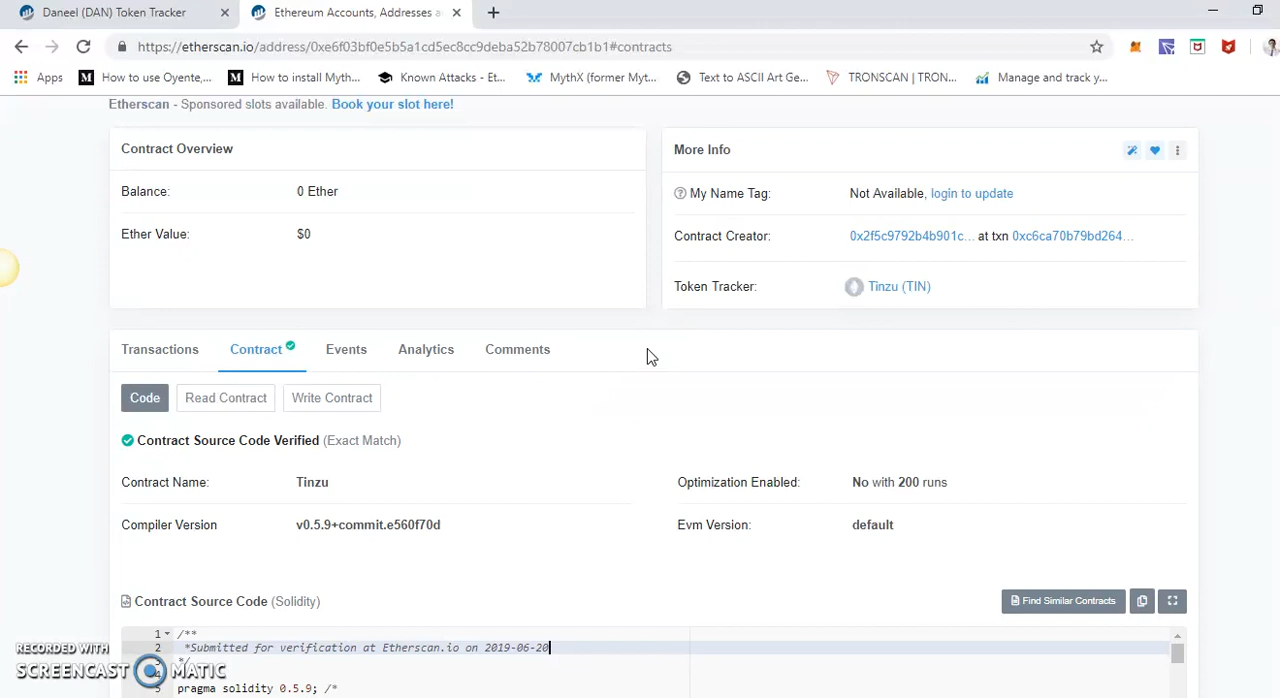 Daneel (DAN) Token Tracker
Ethereum Accounts, Addresses a
https://etherscan.io/address/0xe6f03bf0e5b5a1cd5ec8cc9deba52b78007cb1b1#contracts
Apps
How to use Oyente,...
How to install Myth...
Known Attacks - Et...
MythX (former Myt...
Text to ASCII Art Ge...
TRONSCAN | TRON...
Manage and track y...
Etherscan - Sponsored slots available. Book your slot here!
Contract Overview
More Info
Balance: 0 Ether
My Name Tag: Not Available, login to update
Ether Value: $0
Contract Creator: 0x2f5c9792b4b901c... at txn 0xc6ca70b79bd264...
Token Tracker: Tinzu (TIN)
Transactions Contract Events Analytics Comments
Code Read Contract Write Contract
Contract Source Code Verified (Exact Match)
Contract Name: Tinzu
Optimization Enabled: No with 200 runs
Compiler Version v0.5.9+commit.e560f70d
Evm Version: default
Contract Source Code (Solidity)
Find Similar Contracts
1 /**
2 *Submitted for verification at Etherscan.io on 2019-06-20
pragma solidity 0.5.9; /*
RECORDED WITH
SCREENCAST MATIC